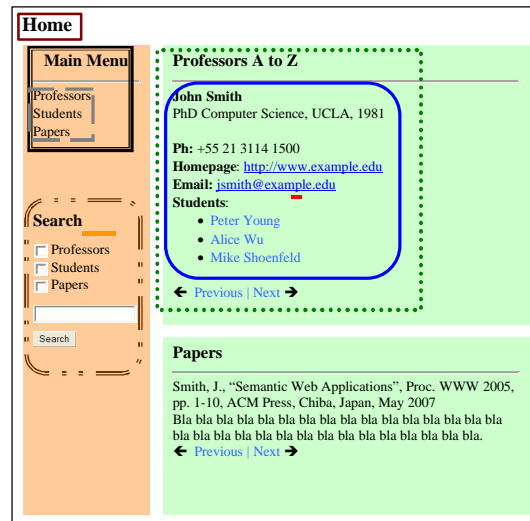 Home
Main Menu
Professors
Students
Papers
Search
Professors
Students
Papers
Search
Professors A to Z
John Smith
PhD Computer Science, UCLA, 1981
Ph: +55 21 3114 1500
Homepage: http://www.example.edu
Email: jsmith@example.edu
Students:
• Peter Young
• Alice Wu
• Mike Shoenfeld
← Previous | Next →
Papers
Smith, J., “Semantic Web Applications”, Proc. WWW 2005,
pp. 1-10, ACM Press, Chiba, Japan, May 2007
Bla bla bla bla bla bla bla bla bla bla bla bla bla bla bla bla
bla bla bla bla bla bla bla bla bla bla bla bla bla bla bla.
← Previous | Next →